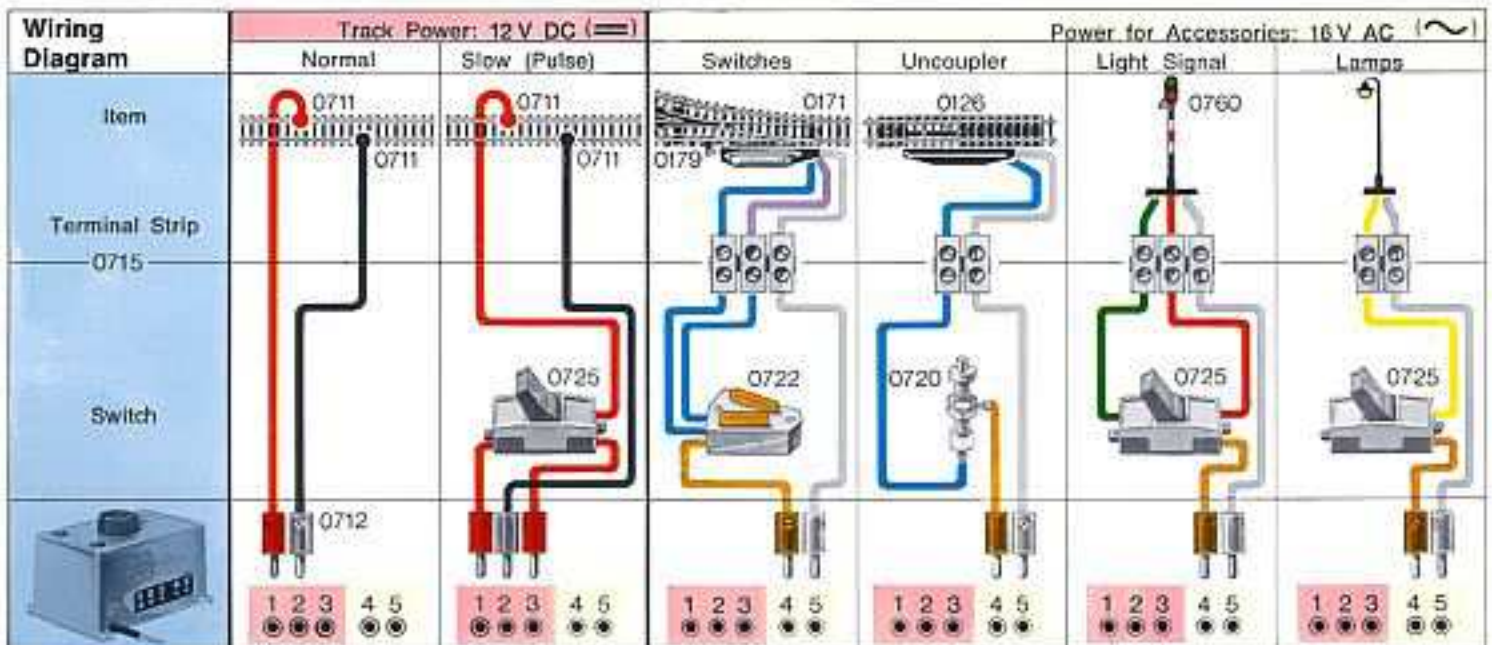 Wiring Diagram
Track Power: 12 V DC (⎓)
Power for Accessories: 16 V AC (∼)
Normal
Slow (Pulse)
Switches
Uncoupler
Light Signal
Lamps
Item
0711
0711
0711
0711
0171
0179
0126
0760
Terminal Strip
0715
Switch
0725
0722
0720
0725
0725
0712
1 2 3 4 5
1 2 3 4 5
1 2 3 4 5
1 2 3 4 5
1 2 3 4 5
1 2 3 4 5